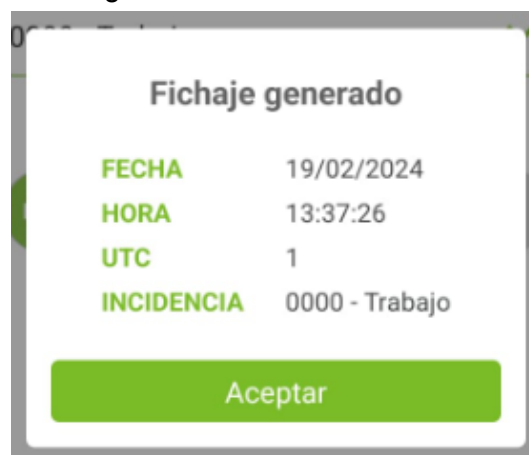 Fichaje generado
FECHA 19/02/2024
HORA 13:37:26
UTC 1
INCIDENCIA 0000 - Trabajo
Aceptar